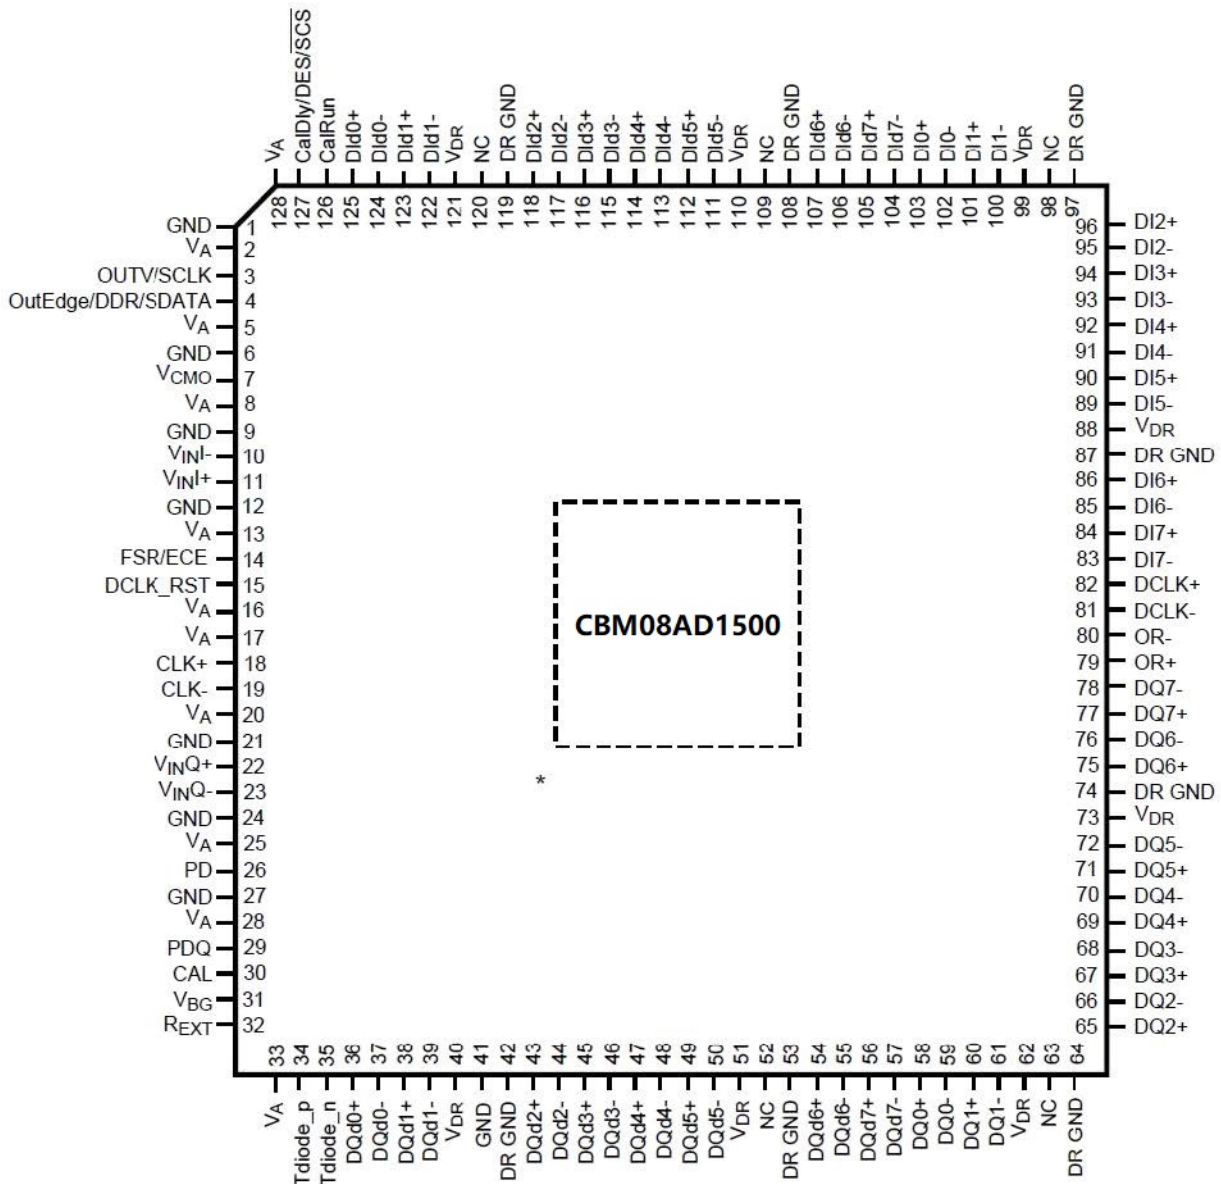 VA
CalDly/DES/SCS
CalRun
DId0+
DId0-
DId1+
DId1-
VDR
NC
DR GND
DId2+
DId2-
DId3+
DId3-
DId4+
DId4-
DId5+
DId5-
VDR
NC
DR GND
DId6+
DId6-
DId7+
DId7-
DI0+
DI0-
DI1+
DI1-
VDR
NC
DR GND
128
127
126
125
124
123
122
121
120
119
118
117
116
115
114
113
112
111
110
109
108
107
106
105
104
103
102
101
100
99
98
97
GND 1
VA 2
OUTV/SCLK 3
OutEdge/DDR/SDATA 4
VA 5
GND 6
VCMO 7
VA 8
GND 9
VINI- 10
VINI+ 11
GND 12
VA 13
FSR/ECE 14
DCLK_RST 15
VA 16
VA 17
CLK+ 18
CLK- 19
VA 20
GND 21
VINQ+ 22
VINQ- 23
GND 24
VA 25
PD 26
GND 27
VA 28
PDQ 29
CAL 30
VBG 31
REXT 32
CBM08AD1500
*
96 DI2+
95 DI2-
94 DI3+
93 DI3-
92 DI4+
91 DI4-
90 DI5+
89 DI5-
88 VDR
87 DR GND
86 DI6+
85 DI6-
84 DI7+
83 DI7-
82 DCLK+
81 DCLK-
80 OR-
79 OR+
78 DQ7-
77 DQ7+
76 DQ6-
75 DQ6+
74 DR GND
73 VDR
72 DQ5-
71 DQ5+
70 DQ4-
69 DQ4+
68 DQ3-
67 DQ3+
66 DQ2-
65 DQ2+
33
34
35
36
37
38
39
40
41
42
43
44
45
46
47
48
49
50
51
52
53
54
55
56
57
58
59
60
61
62
63
64
VA
Tdiode_p
Tdiode_n
DQd0+
DQd0-
DQd1+
DQd1-
VDR
GND
DR GND
DQd2+
DQd2-
DQd3+
DQd3-
DQd4+
DQd4-
DQd5+
DQd5-
VDR
NC
DR GND
DQd6+
DQd6-
DQd7+
DQd7-
DQ0+
DQ0-
DQ1+
DQ1-
VDR
NC
DR GND